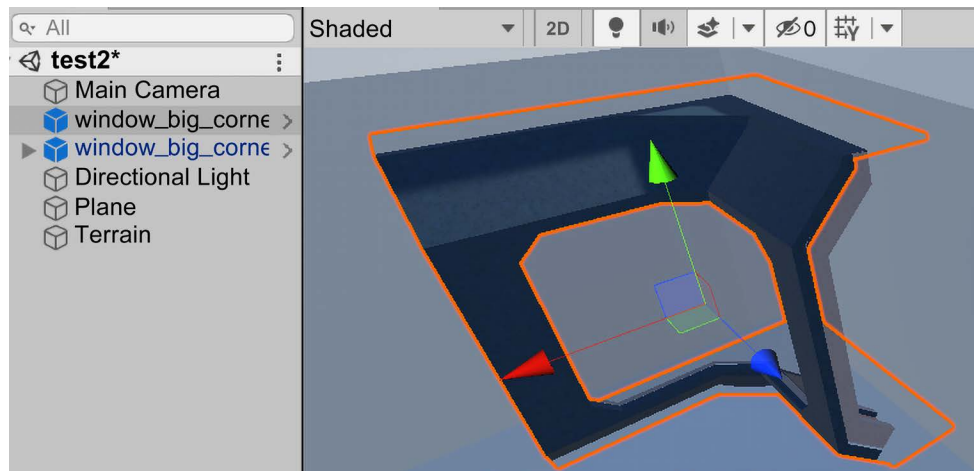 All
test2*
Main Camera
window_big_corne
window_big_corne
Directional Light
Plane
Terrain
Shaded
2D
0